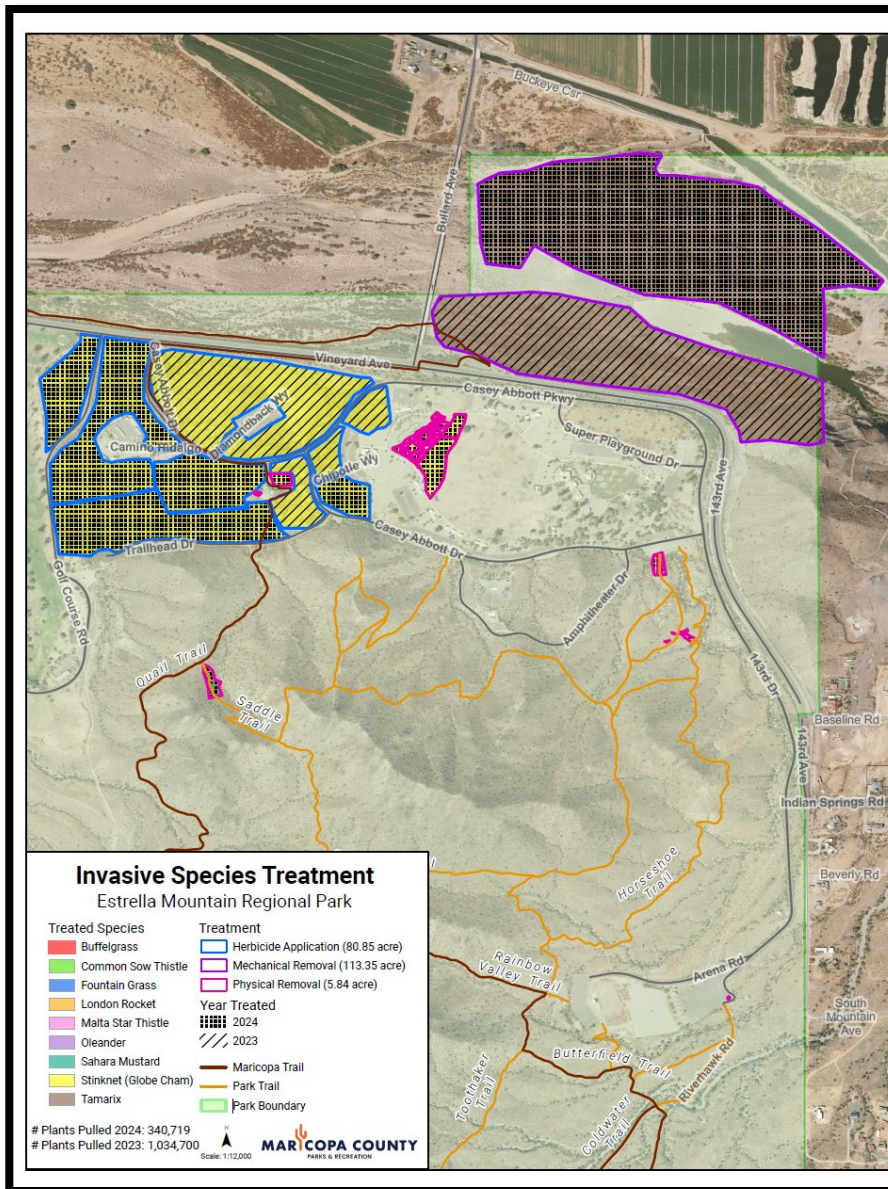 Buckeye Csr
Bullard Ave
Vineyard Ave
Casey Abbott Pkwy
Casey Abbott Dr
Diamondback Wy
Camino Hidalgo
Chipotle Wy
Super Playground Dr
143rd Ave
Trailhead Dr
Casey Abbott Dr
Golf Course Rd
Amphitheater Dr
143rd Dr
Quail Trail
Saddle
Trail
Baseline Rd
143rd Ave
Indian Springs Rd
Horseshoe
Trail
Beverly Rd
Rainbow
Valley Trail
Arena Rd
South
Mountain
Ave
Butterfield Trail
Riverhawk Rd
Toothaker
Trail
Coldwater
Trail
Invasive Species Treatment
Estrella Mountain Regional Park
Treated Species
Buffelgrass
Common Sow Thistle
Fountain Grass
London Rocket
Malta Star Thistle
Oleander
Sahara Mustard
Stinknet (Globe Cham)
Tamarix
Treatment
Herbicide Application (80.85 acre)
Mechanical Removal (113.35 acre)
Physical Removal (5.84 acre)
Year Treated
2024
2023
Maricopa Trail
Park Trail
Park Boundary
# Plants Pulled 2024: 340,719
# Plants Pulled 2023: 1,034,700
N
Scale: 1:12,000
MARICOPA COUNTY
PARKS & RECREATION